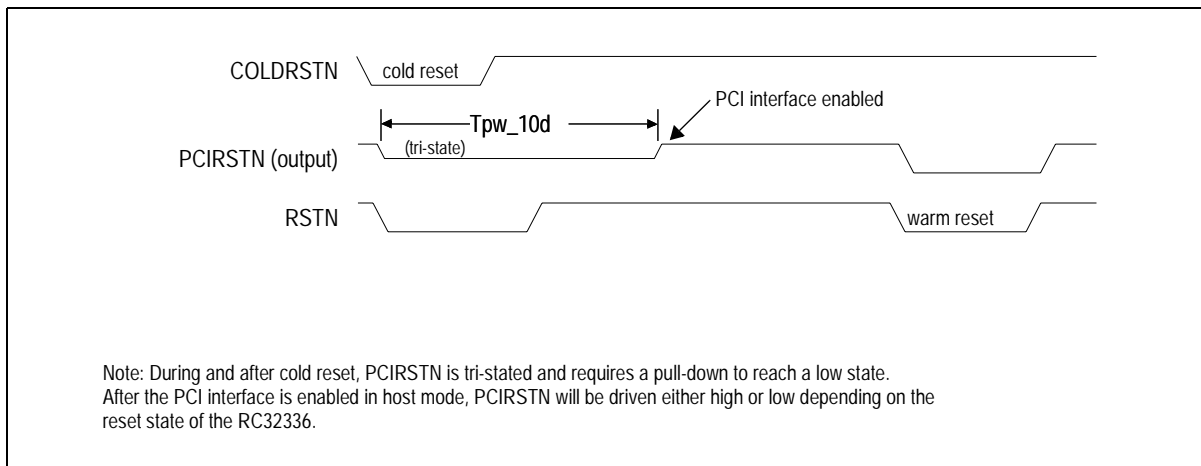 COLDRSTN
cold reset
PCI interface enabled
Tpw_10d
(tri-state)
PCIRSTN (output)
RSTN
warm reset
Note: During and after cold reset, PCIRSTN is tri-stated and requires a pull-down to reach a low state.
After the PCI interface is enabled in host mode, PCIRSTN will be driven either high or low depending on the
reset state of the RC32336.